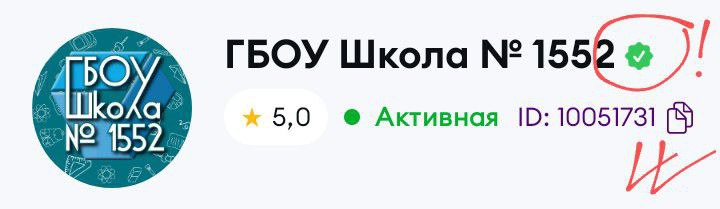 ГБОУ
Школа
№ 1552
ГБОУ Школа № 1552
5,0
Активная
ID: 10051731
!